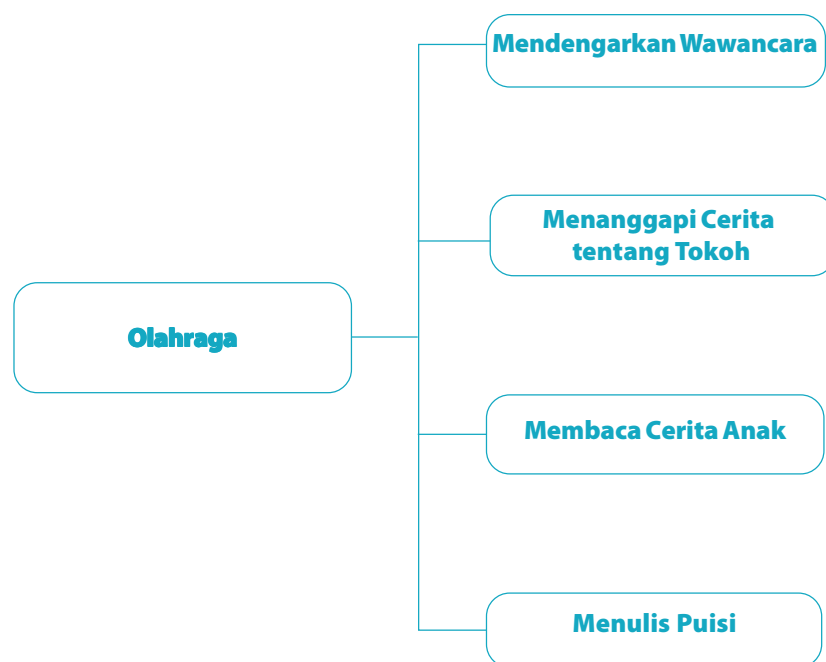 Mendengarkan Wawancara
Menanggapi Cerita
tentang Tokoh
Olahraga
Membaca Cerita Anak
Menulis Puisi